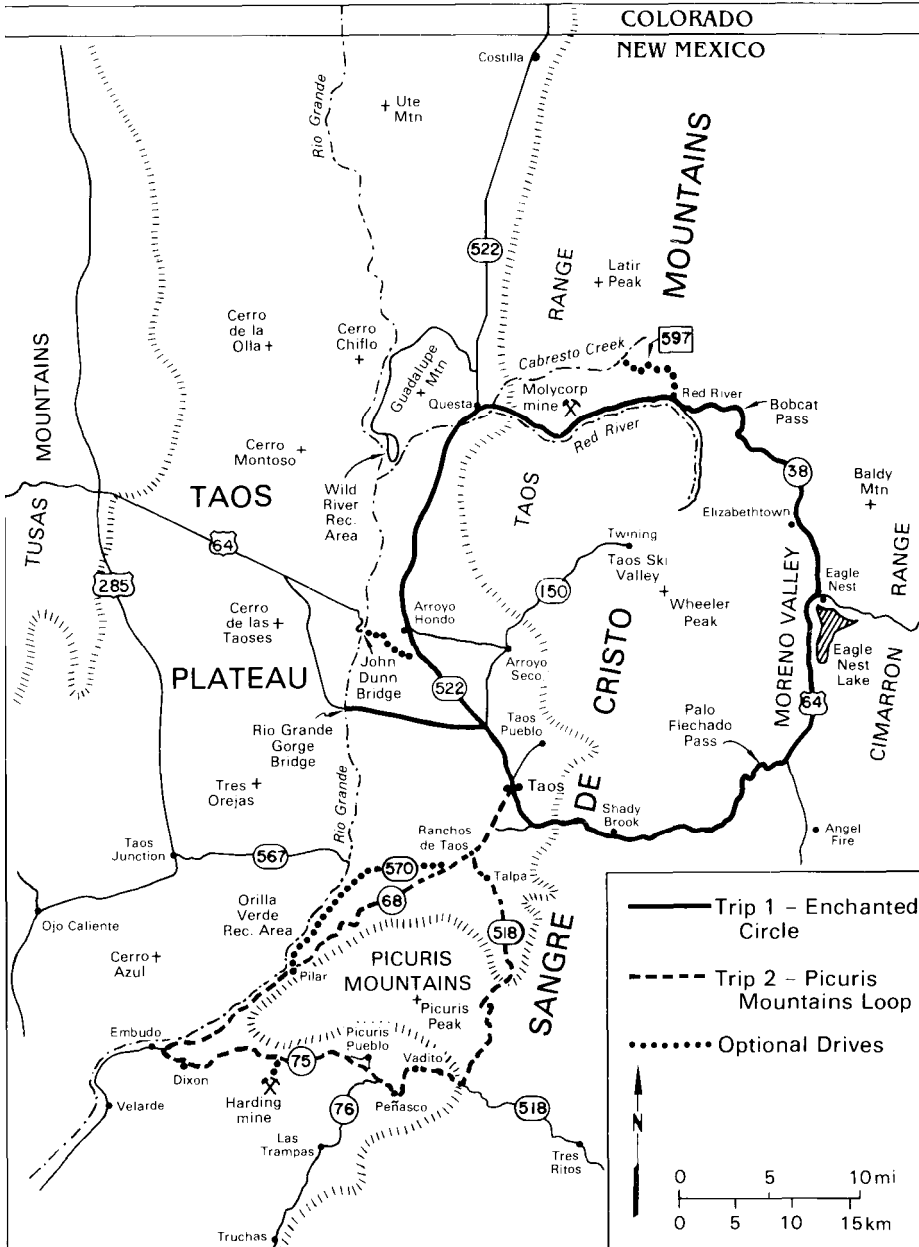 COLORADO
NEW MEXICO
Costilla
Rio Grande
Ute
Mtn
522
RANGE
MOUNTAINS
Latir
Peak
597
Cerro
de la
Olla
Cerro
Chiflo
Guadalupe
Mtn
Cabresto Creek
Molycorp
mine
Red River
Questa
Bobcat
Pass
Red River
MOUNTAINS
Cerro
Montoso
38
Baldy
Mtn
Wild
River
Rec.
Area
TAOS
TAOS
Elizabethtown
TUSAS
64
Twining
Taos Ski
Valley
RANGE
285
150
Eagle
Nest
Wheeler
Peak
MORENO VALLEY
Cerro
de las
Taoses
Arroyo
Hondo
Eagle
Nest
Lake
John
Dunn
Bridge
Arroyo
Seco
CRISTO
PLATEAU
522
64
CIMARRON
Rio Grande
Gorge
Bridge
Taos
Pueblo
Palo
Flechado
Pass
Tres
Orejas
Taos
DE
Rio Grande
Shady
Brook
Ranchos
de Taos
Angel
Fire
Taos
Junction
567
570
Talpa
68
Orilla
Verde
Rec. Area
518
Ojo Caliente
SANGRE
Cerro
Azul
Pilar
PICURIS
MOUNTAINS
Picuris
Peak
Embudo
Picuris
Pueblo
Vadito
75
Dixon
Harding
mine
Peñasco
Velarde
76
518
Las
Trampas
Tres
Ritos
Truchas
Trip 1 – Enchanted
Circle
Trip 2 – Picuris
Mountains Loop
Optional Drives
N
0 5 10 mi
0 5 10 15 km